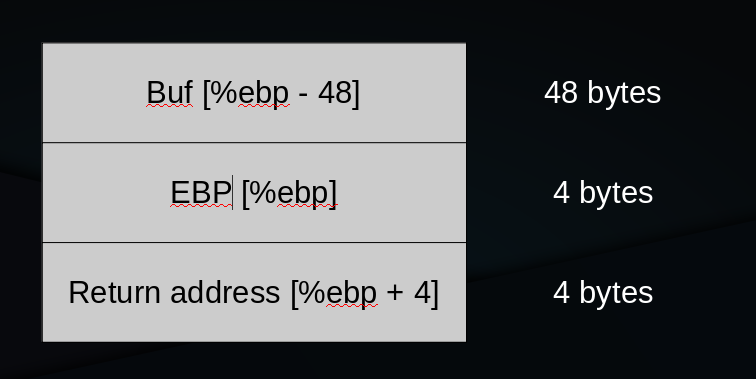 Buf [%ebp - 48] 48 bytes
EBP [%ebp] 4 bytes
Return address [%ebp + 4] 4 bytes